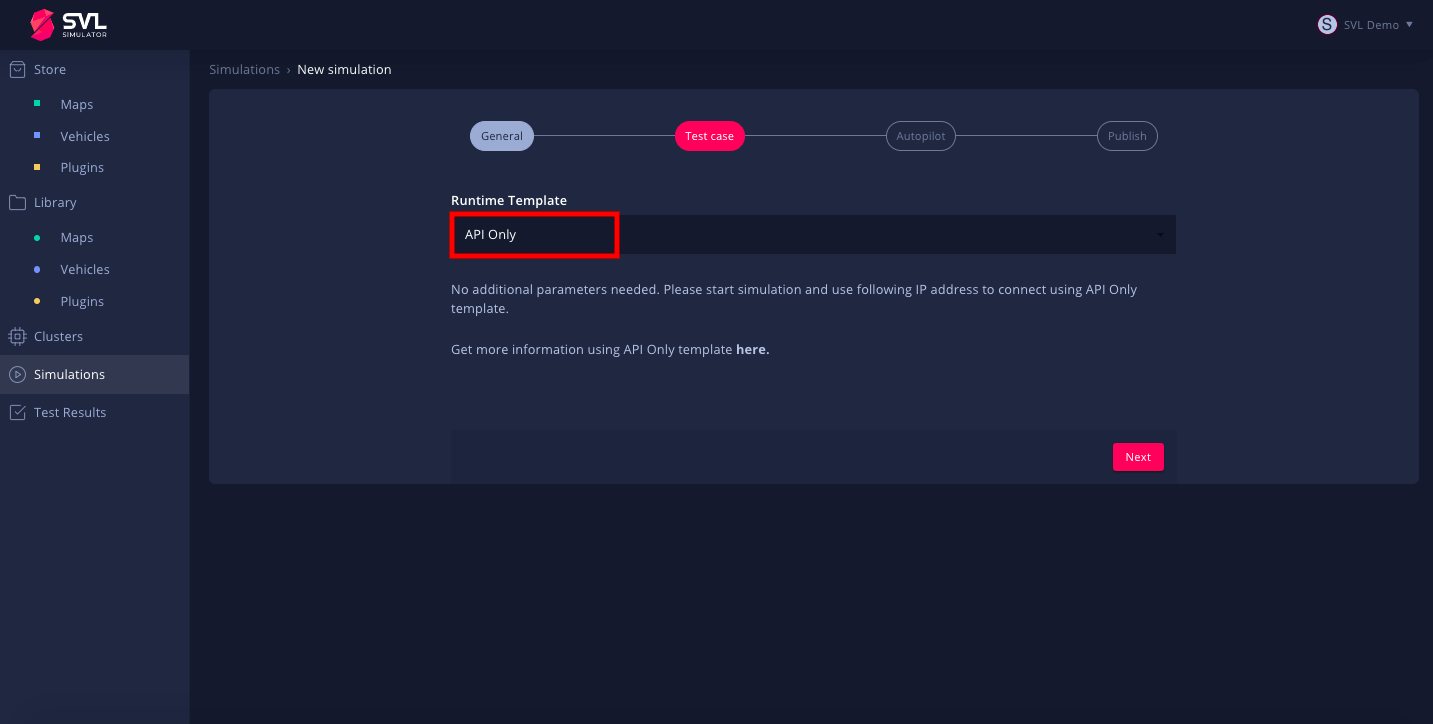 SVL
SIMULATOR
S SVL Demo
Store
Maps
Vehicles
Plugins
Library
Maps
Vehicles
Plugins
Clusters
Simulations
Test Results
Simulations › New simulation
General
Test case
Autopilot
Publish
Runtime Template
API Only
No additional parameters needed. Please start simulation and use following IP address to connect using API Only
template.
Get more information using API Only template here.
Next